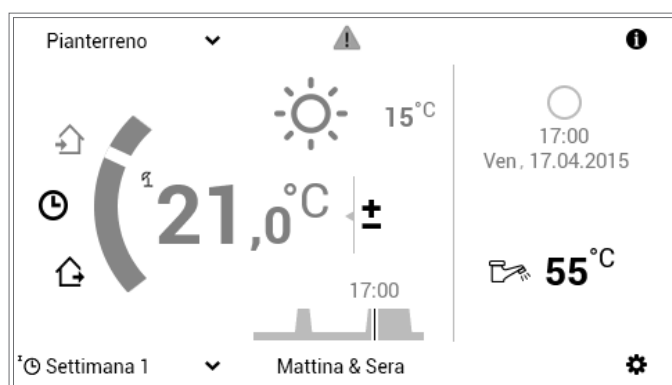 Pianterreno
15°C
17:00
Ven, 17.04.2015
21,0°C ±
55°C
17:00
Settimana 1
Mattina & Sera